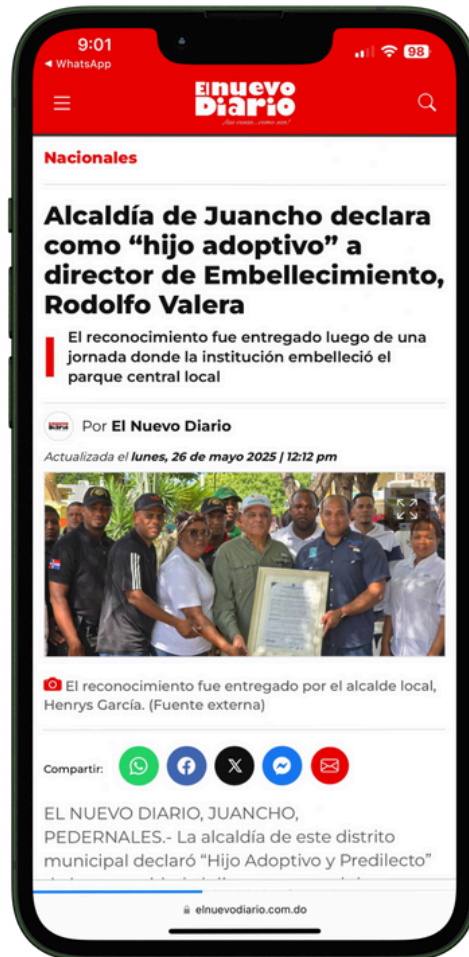 9:01
98
◄ WhatsApp
El nuevo
Diario
Nacionales
Alcaldía de Juancho declara
como “hijo adoptivo” a
director de Embellecimiento,
Rodolfo Valera
El reconocimiento fue entregado luego de una
jornada donde la institución embelleció el
parque central local
Por El Nuevo Diario
Actualizada el lunes, 26 de mayo 2025 | 12:12 pm
El reconocimiento fue entregado por el alcalde local,
Henrys García. (Fuente externa)
Compartir:
EL NUEVO DIARIO, JUANCHO,
PEDERNALES.- La alcaldía de este distrito
municipal declaró “Hijo Adoptivo y Predilecto”
elnuevodiario.com.do